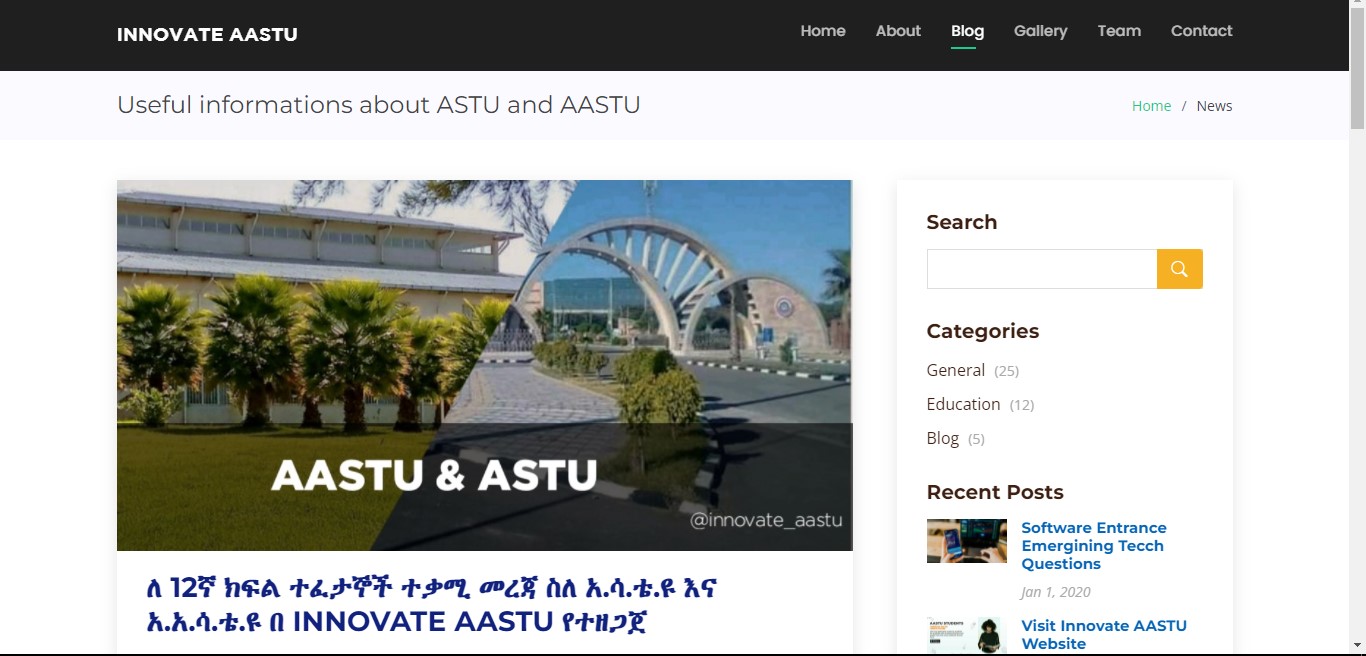 INNOVATE AASTU
Home About Blog Gallery Team Contact
Useful informations about ASTU and AASTU
Home / News
AASTU & ASTU
@innovate_aastu
ለ 12ኛ ክፍል ተፈታኞች ተቃሚ መረጃ ስለ አ.ሳ.ቴ.ዩ እና
አ.አ.ሳ.ቴ.ዩ በ INNOVATE AASTU የተዘጋጀ
Search
Categories
General (25)
Education (12)
Blog (5)
Recent Posts
Software Entrance
Emergining Tecch
Questions
Jan 1, 2020
AASTU STUDENTS
Visit Innovate AASTU
Website